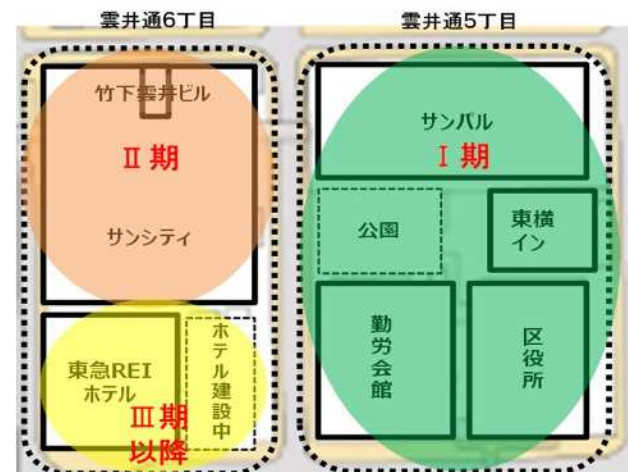 雲井通6丁目
雲井通5丁目
竹下雲井ビル
Ⅱ期
サンシティ
東急REI
ホテル
ホテル建設中
Ⅲ期
以降
サンパル
Ⅰ期
公園
東横
イン
勤労会館
区役所